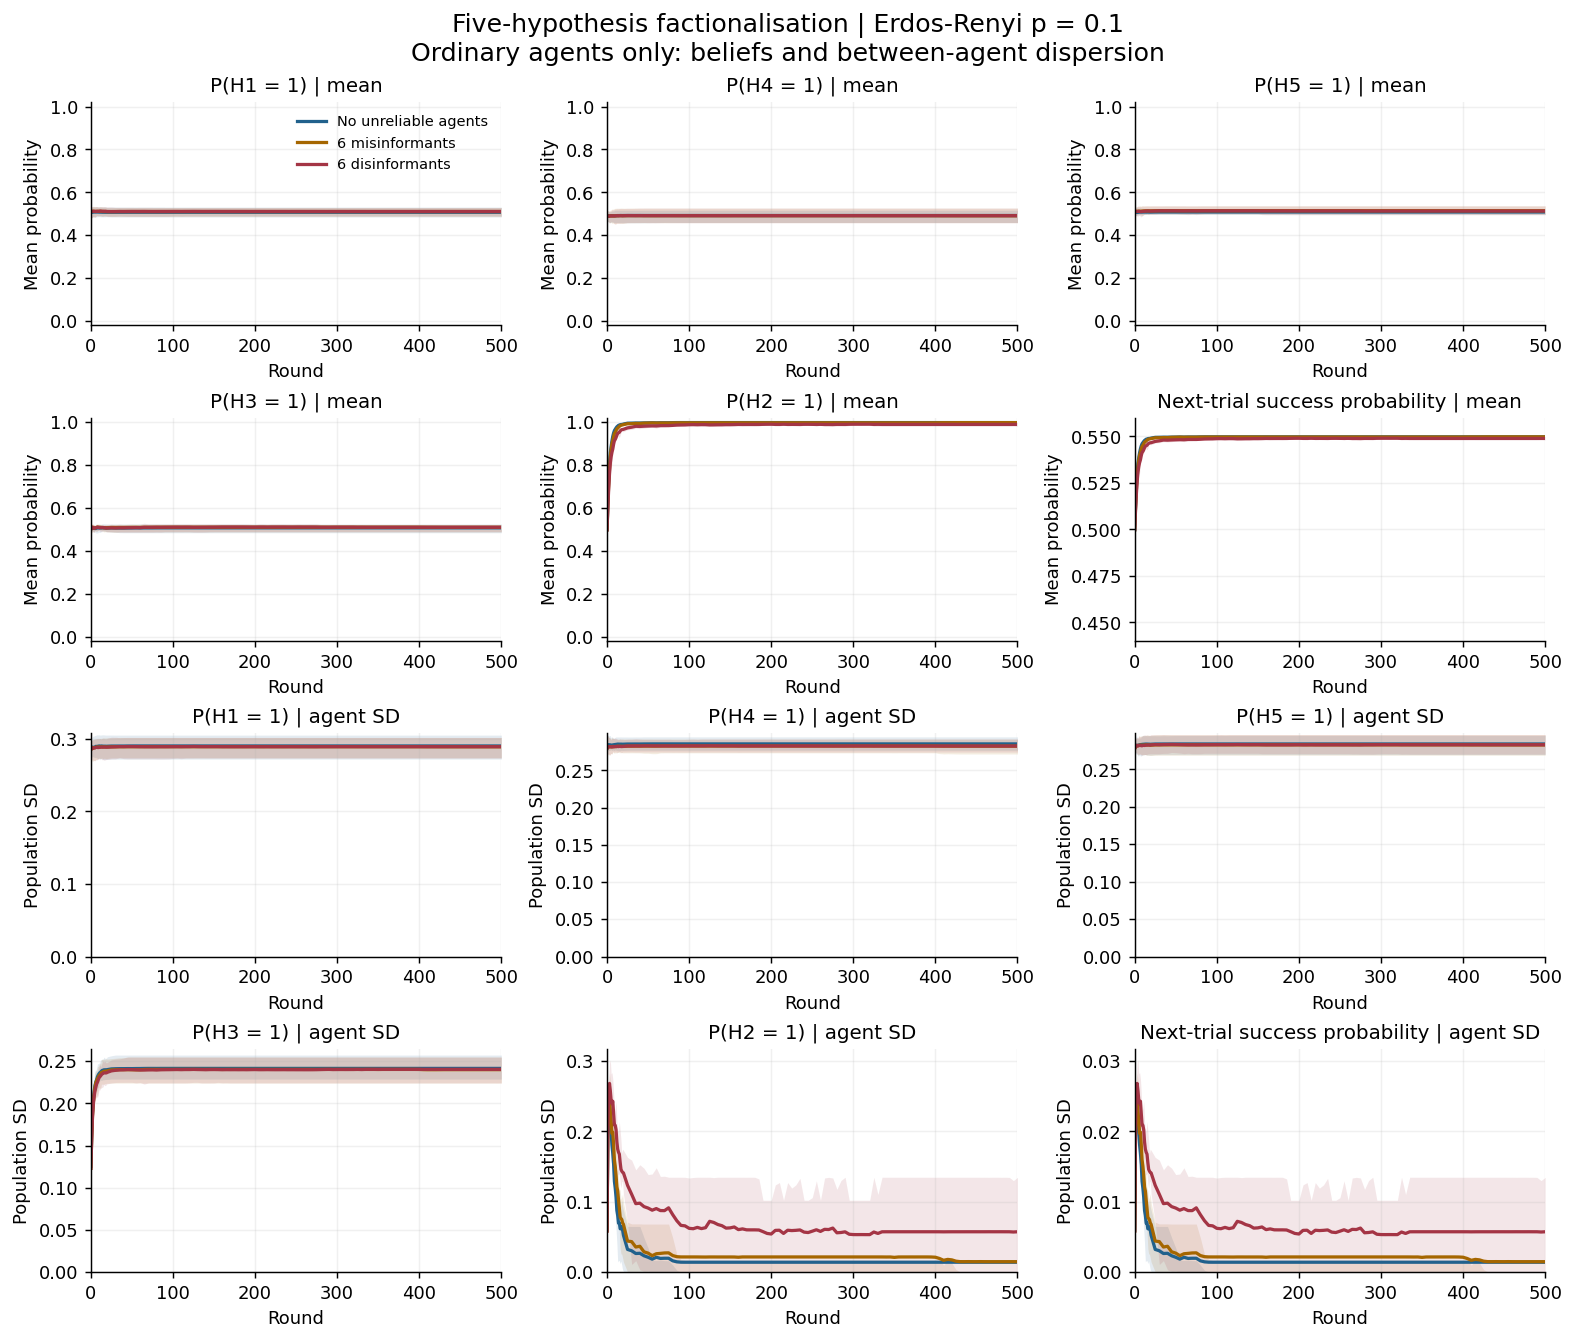 Five-hypothesis factionalisation | Erdos-Renyi p = 0.1
Ordinary agents only: beliefs and between-agent dispersion
P(H1 = 1) | mean
Mean probability
1.0
0.8
0.6
0.4
0.2
0.0
No unreliable agents
6 misinformants
6 disinformants
0 100 200 300 400 500
Round
P(H4 = 1) | mean
Mean probability
1.0
0.8
0.6
0.4
0.2
0.0
0 100 200 300 400 500
Round
P(H5 = 1) | mean
Mean probability
1.0
0.8
0.6
0.4
0.2
0.0
0 100 200 300 400 500
Round
P(H3 = 1) | mean
Mean probability
1.0
0.8
0.6
0.4
0.2
0.0
0 100 200 300 400 500
Round
P(H2 = 1) | mean
Mean probability
1.0
0.8
0.6
0.4
0.2
0.0
0 100 200 300 400 500
Round
Next-trial success probability | mean
Mean probability
0.550
0.525
0.500
0.475
0.450
0 100 200 300 400 500
Round
P(H1 = 1) | agent SD
Population SD
0.3
0.2
0.1
0.0
0 100 200 300 400 500
Round
P(H4 = 1) | agent SD
Population SD
0.25
0.20
0.15
0.10
0.05
0.00
0 100 200 300 400 500
Round
P(H5 = 1) | agent SD
Population SD
0.25
0.20
0.15
0.10
0.05
0.00
0 100 200 300 400 500
Round
P(H3 = 1) | agent SD
Population SD
0.25
0.20
0.15
0.10
0.05
0.00
0 100 200 300 400 500
Round
P(H2 = 1) | agent SD
Population SD
0.3
0.2
0.1
0.0
0 100 200 300 400 500
Round
Next-trial success probability | agent SD
Population SD
0.03
0.02
0.01
0.00
0 100 200 300 400 500
Round